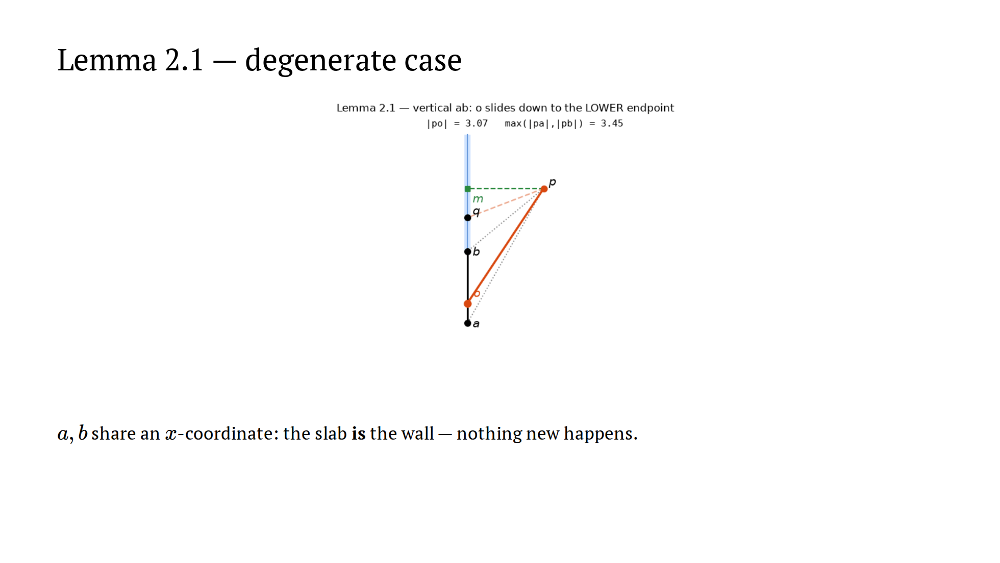 Lemma 2.1 — degenerate case
Lemma 2.1 — vertical ab: o slides down to the LOWER endpoint
|po| = 3.07   max(|pa|,|pb|) = 3.45
p
m
q
b
o
a
a, b share an x-coordinate: the slab is the wall — nothing new happens.